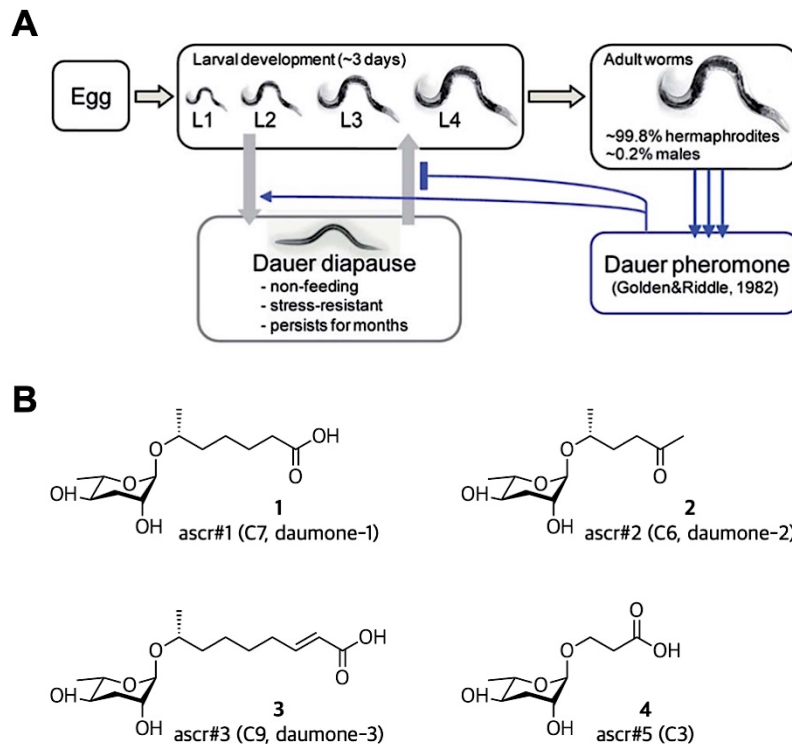 A
Egg
Larval development (~3 days)
L1 L2 L3 L4
Adult worms
~99.8% hermaphrodites
~0.2% males
Dauer diapause
- non-feeding
- stress-resistant
- persists for months
Dauer pheromone
(Golden&Riddle, 1982)
B
O
OH
O
O
OH
OH
1
ascr#1 (C7, daumone-1)
O
O
O
OH
OH
2
ascr#2 (C6, daumone-2)
O
OH
O
O
OH
OH
3
ascr#3 (C9, daumone-3)
O
O
OH
O
OH
OH
4
ascr#5 (C3)